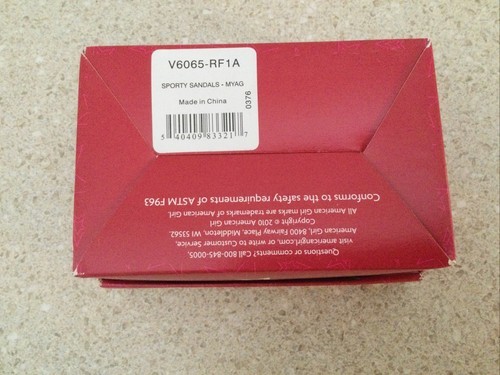 V6065-RF1A
SPORTY SANDALS - MYAG
Made in China
0376
5 40409 83321 7
Questions or comments? Call 800-845-0005,
visit americangirl.com, or write to Customer Service,
American Girl, 8400 Fairway Place, Middleton, WI 53562.
Copyright © 2010 American Girl
All American Girl marks are trademarks of American Girl.
Conforms to the safety requirements of ASTM F963